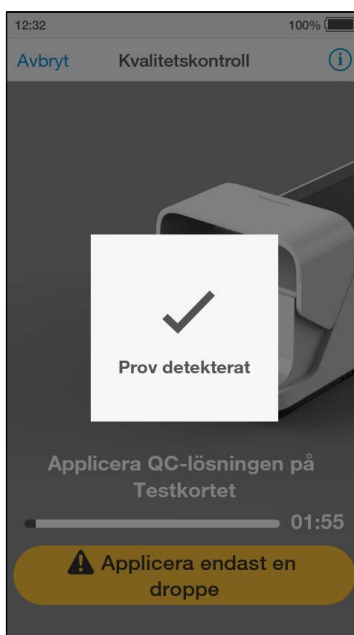 12:32 100%
Avbryt Kvalitetskontroll i
Prov detekterat
Applicera QC-lösningen på
Testkortet
01:55
Applicera endast en
droppe